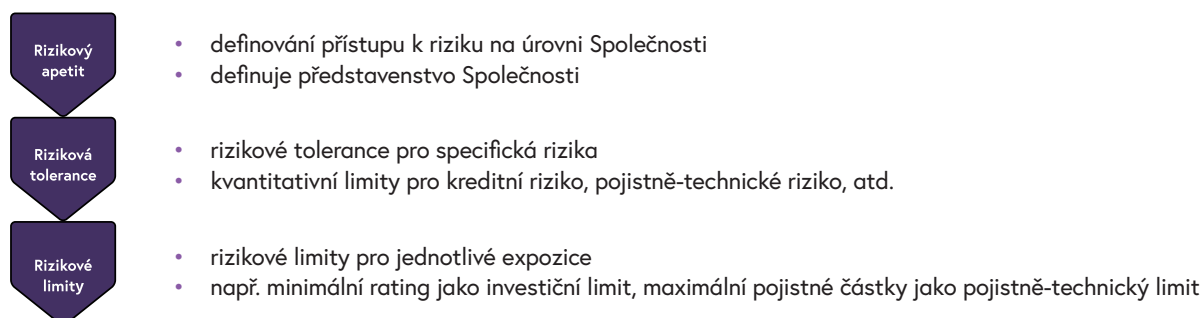 Rizikový
apetit
• definování přístupu k riziku na úrovni Společnosti
• definuje představenstvo Společnosti
Riziková
tolerance
• rizikové tolerance pro specifická rizika
• kvantitativní limity pro kreditní riziko, pojistně-technické riziko, atd.
Rizikové
limity
• rizikové limity pro jednotlivé expozice
• např. minimální rating jako investiční limit, maximální pojistné částky jako pojistně-technický limit